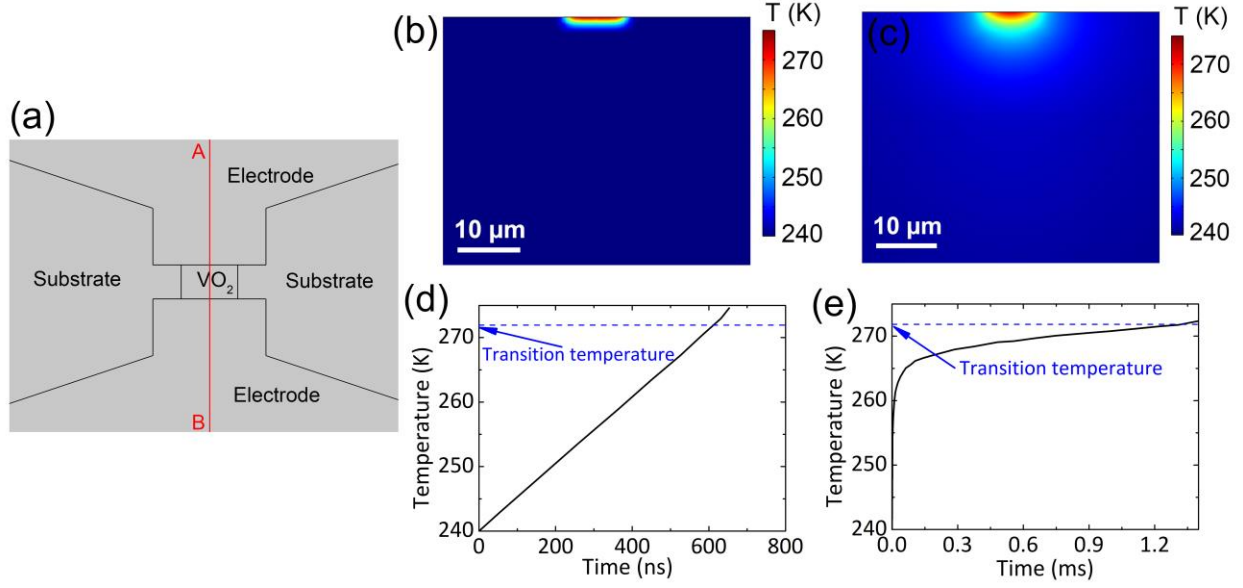 (a)
A
Electrode
Substrate
VO₂
Substrate
Electrode
B
(b)
T (K)
270
260
250
240
10 µm
(c)
T (K)
270
260
250
240
10 µm
(d)
Temperature (K)
270
260
250
240
Transition temperature
0
200
400
600
800
Time (ns)
(e)
Temperature (K)
270
260
250
240
Transition temperature
0.0
0.3
0.6
0.9
1.2
Time (ms)